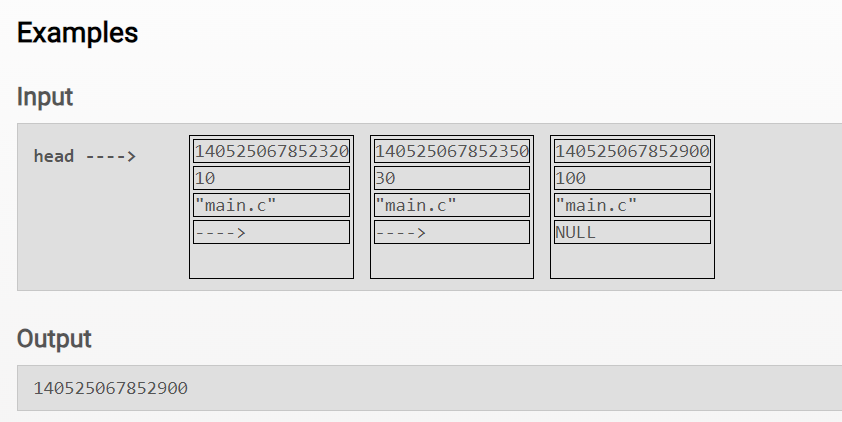 Examples
Input
head ---->
140525067852320 140525067852350 140525067852900
10 30 100
"main.c" "main.c" "main.c"
----> ----> NULL
Output
140525067852900